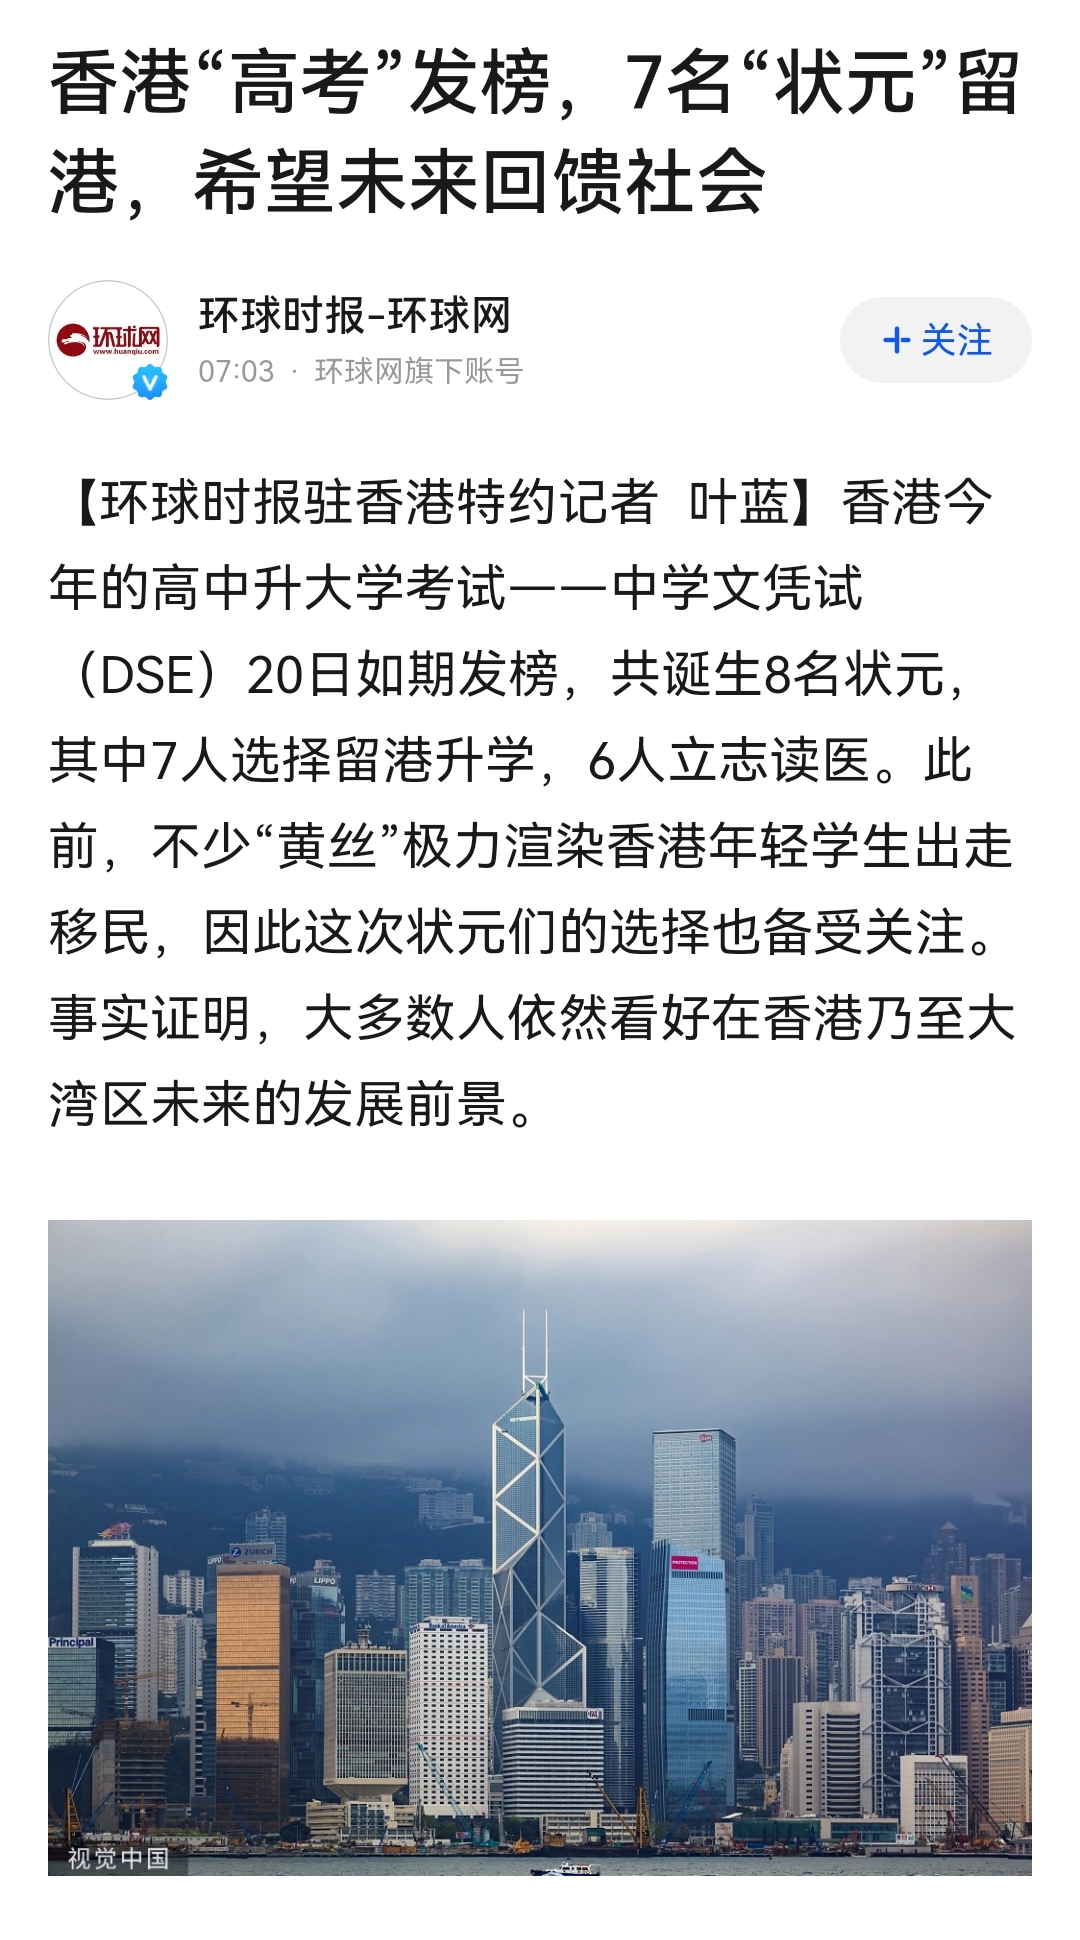 香港“高考”发榜，7名“状元”留
港，希望未来回馈社会
环球网
www.huanqiu.com
环球时报-环球网
07:03 · 环球网旗下账号
+ 关注
【环球时报驻香港特约记者 叶蓝】香港今
年的高中升大学考试——中学文凭试
（DSE）20日如期发榜，共诞生8名状元，
其中7人选择留港升学，6人立志读医。此
前，不少“黄丝”极力渲染香港年轻学生出走
移民，因此这次状元们的选择也备受关注。
事实证明，大多数人依然看好在香港乃至大
湾区未来的发展前景。
LIPPO
ZURICH
LIPPO
Principal
PROTECTION
视觉中国